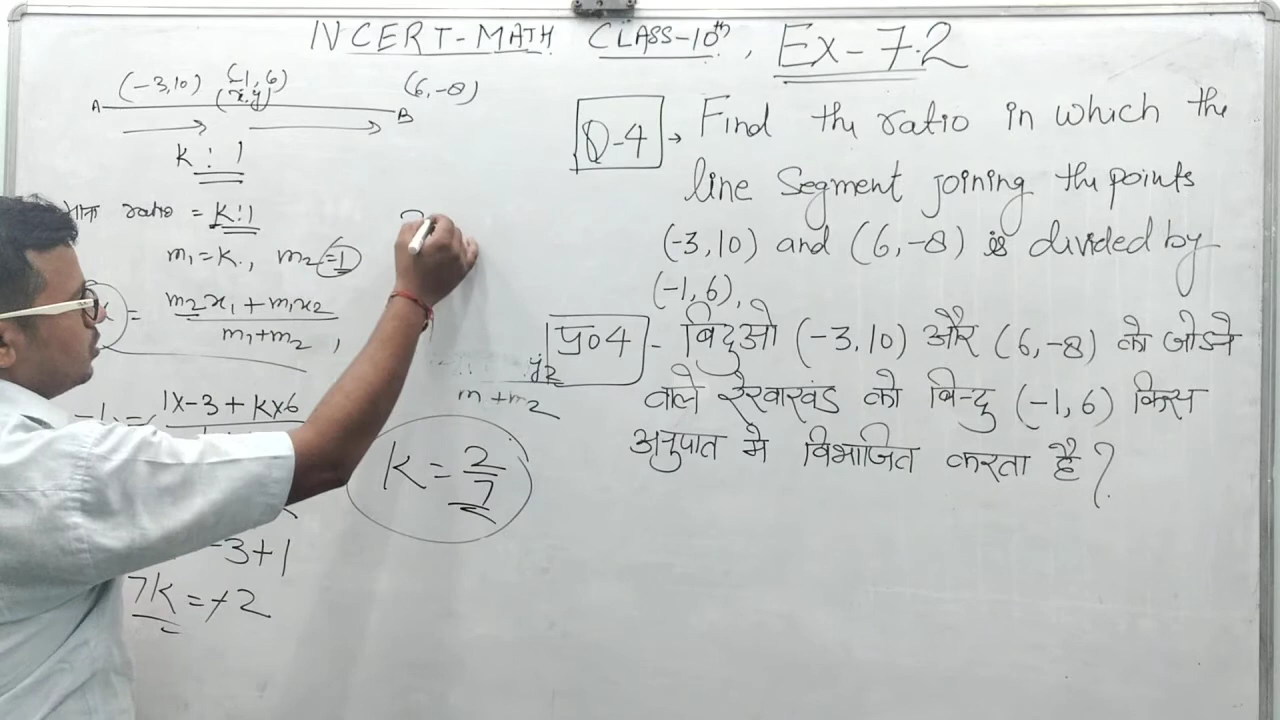 NCERT-MATH CLASS-10th, Ex-7.2
(-3,10) (-1,6) (6,-8)
(x,y)
A B
K : 1
माना ratio = K:1
m₁=K, m₂=1
= m₂x₁+m₁x₂ / m₁+m₂,
y₂
m+m₂
-1 = 1x-3+Kx6
K = 2/7
-3+1
7K = +2
Q-4 → Find the ratio in which the
line segment joining the points
(-3,10) and (6,-8) is divided by
(-1,6),
प्र०4 - बिंदुओ (-3,10) और (6,-8) को जोड़ने
वाले रेखाखंड को बिन्दु (-1,6) किस
अनुपात मे विभाजित करता है?